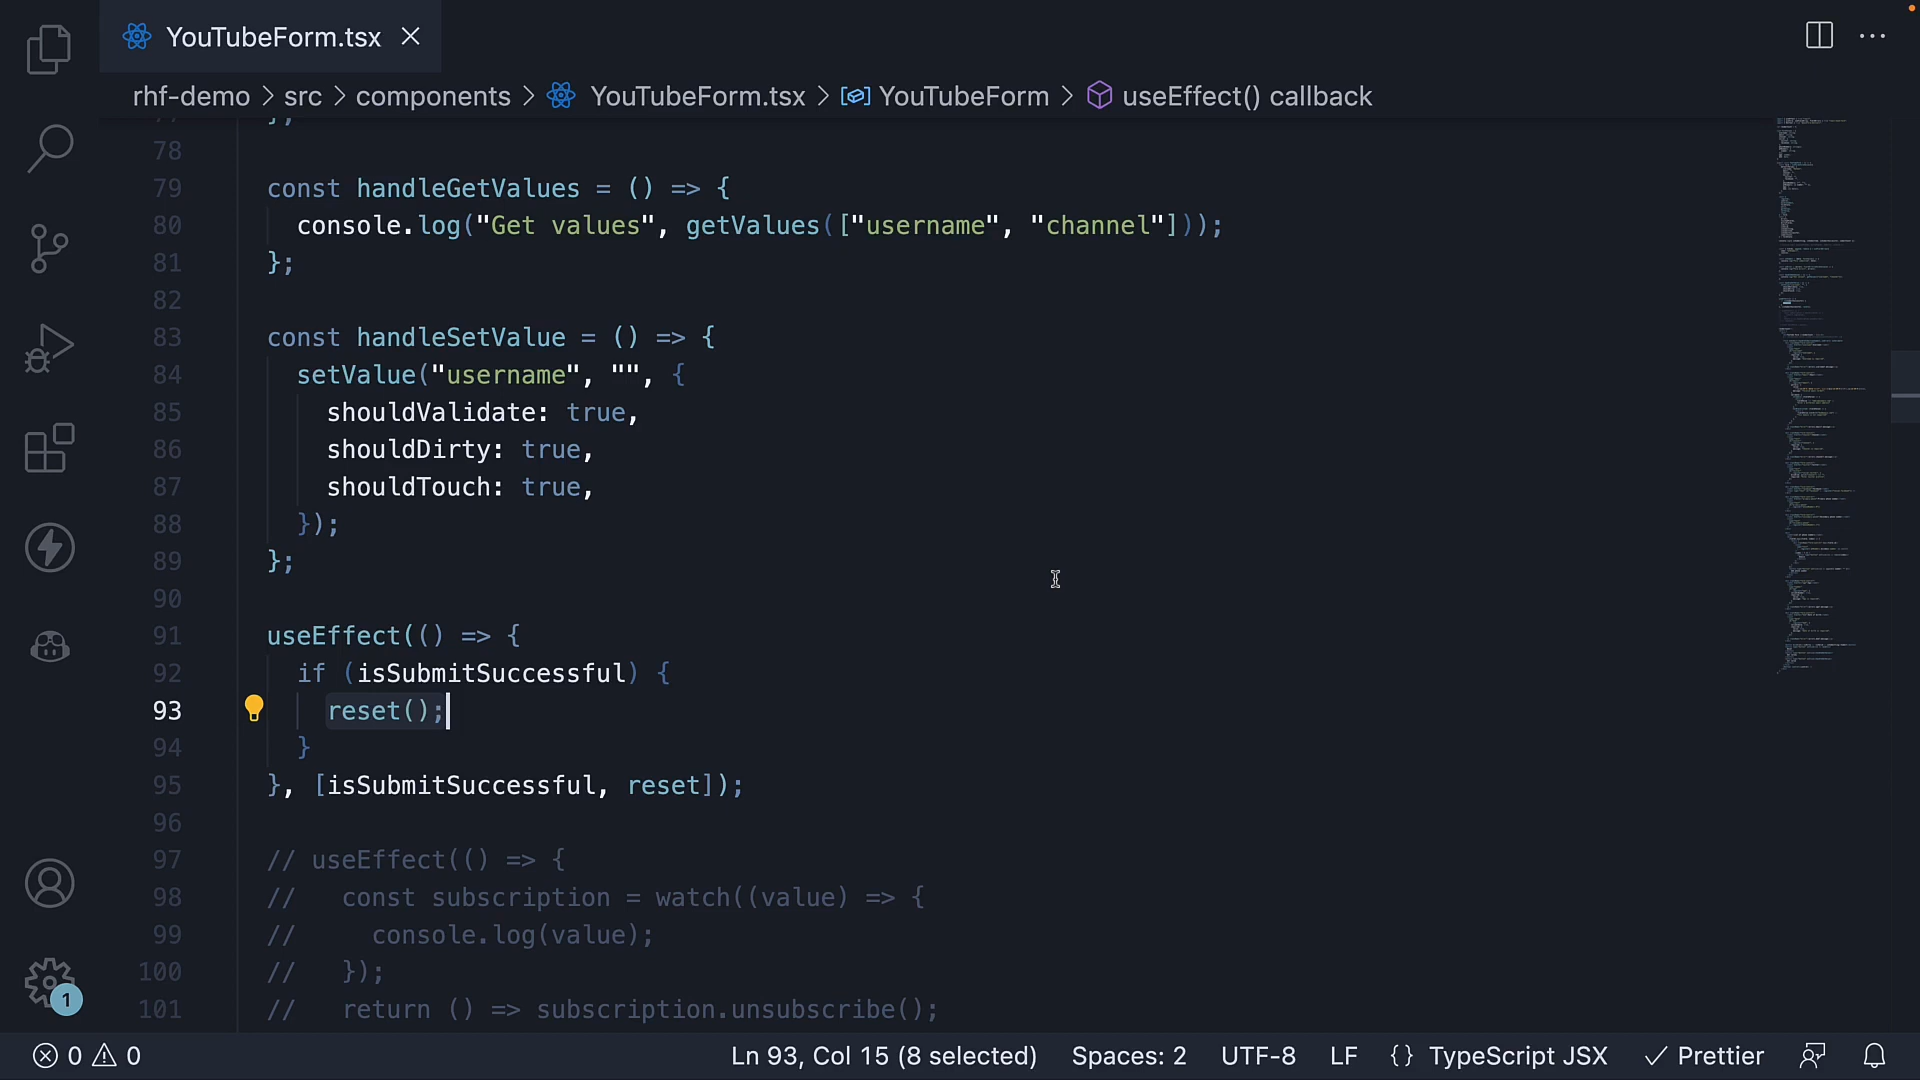 YouTubeForm.tsx
rhf-demo > src > components > YouTubeForm.tsx > YouTubeForm > useEffect() callback
};
78
79 const handleGetValues = () => {
80 console.log("Get values", getValues(["username", "channel"]));
81 };
82
83 const handleSetValue = () => {
84 setValue("username", "", {
85 shouldValidate: true,
86 shouldDirty: true,
87 shouldTouch: true,
88 });
89 };
90
91 useEffect(() => {
92 if (isSubmitSuccessful) {
93 reset();
94 }
95 }, [isSubmitSuccessful, reset]);
96
97 // useEffect(() => {
98 //   const subscription = watch((value) => {
99 //     console.log(value);
100 //   });
101 //   return () => subscription.unsubscribe();
1
0 0 Ln 93, Col 15 (8 selected) Spaces: 2 UTF-8 LF {} TypeScript JSX Prettier